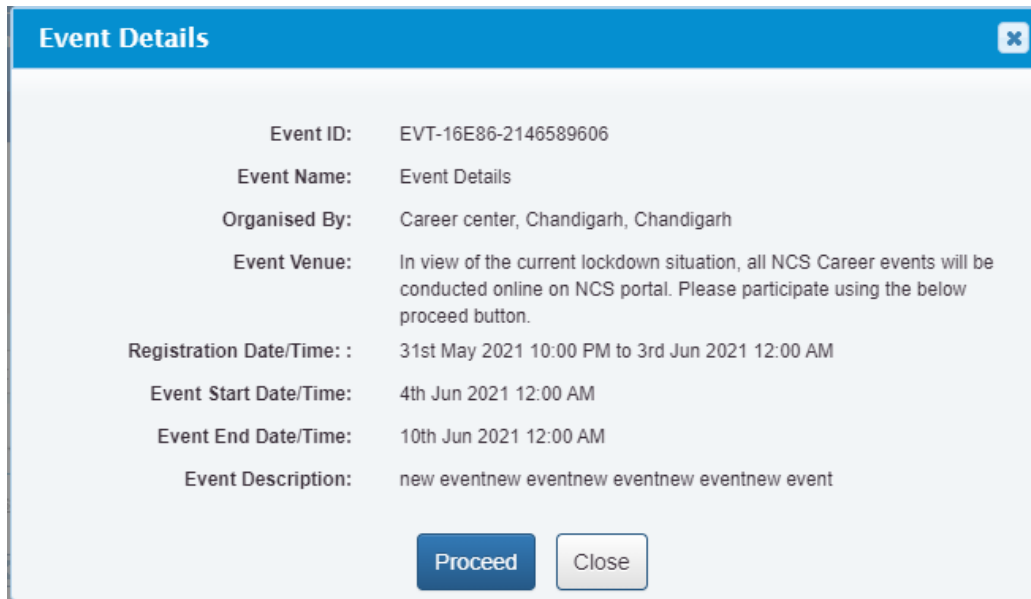 Event Details
Event ID: EVT-16E86-2146589606
Event Name: Event Details
Organised By: Career center, Chandigarh, Chandigarh
Event Venue: In view of the current lockdown situation, all NCS Career events will be
conducted online on NCS portal. Please participate using the below
proceed button.
Registration Date/Time: : 31st May 2021 10:00 PM to 3rd Jun 2021 12:00 AM
Event Start Date/Time: 4th Jun 2021 12:00 AM
Event End Date/Time: 10th Jun 2021 12:00 AM
Event Description: new eventnew eventnew eventnew eventnew event
Proceed Close